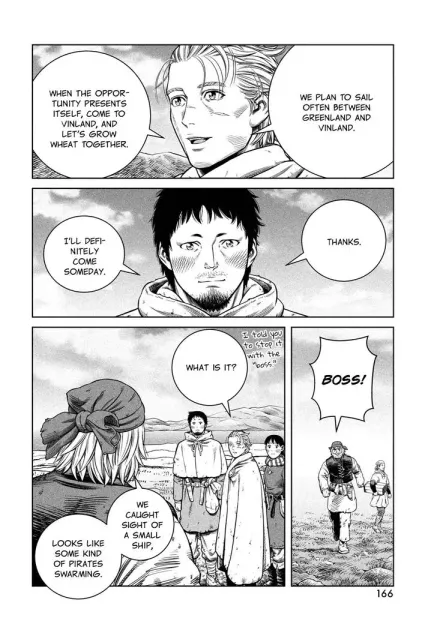 WE PLAN TO SAIL
OFTEN BETWEEN
GREENLAND AND
VINLAND.
WHEN THE OPPOR-
TUNITY PRESENTS
ITSELF, COME TO
VINLAND, AND
LET'S GROW
WHEAT TOGETHER.
THANKS.
I'LL DEFI-
NITELY
COME
SOMEDAY.
BOSS!
WHAT IS IT?
I told you
to stop it
with the
"boss"
WE
CAUGHT
SIGHT OF A
SMALL
SHIP,
LOOKS LIKE
SOME KIND
OF PIRATES
SWARMING.
166